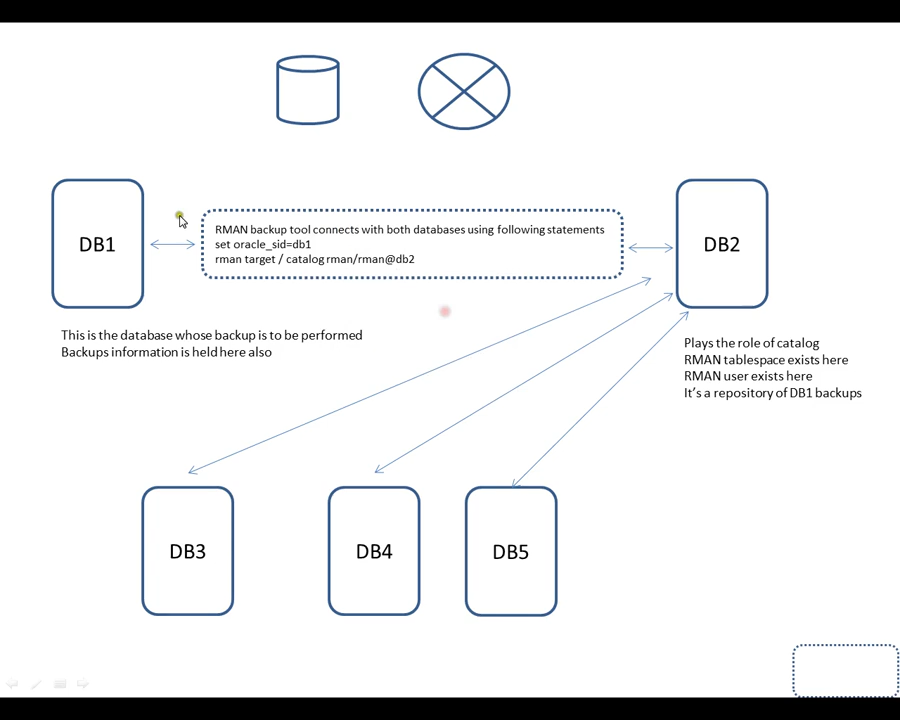 DB1
RMAN backup tool connects with both databases using following statements
set oracle_sid=db1
rman target / catalog rman/rman@db2
DB2
This is the database whose backup is to be performed
Backups information is held here also
Plays the role of catalog
RMAN tablespace exists here
RMAN user exists here
It's a repository of DB1 backups
DB3
DB4
DB5